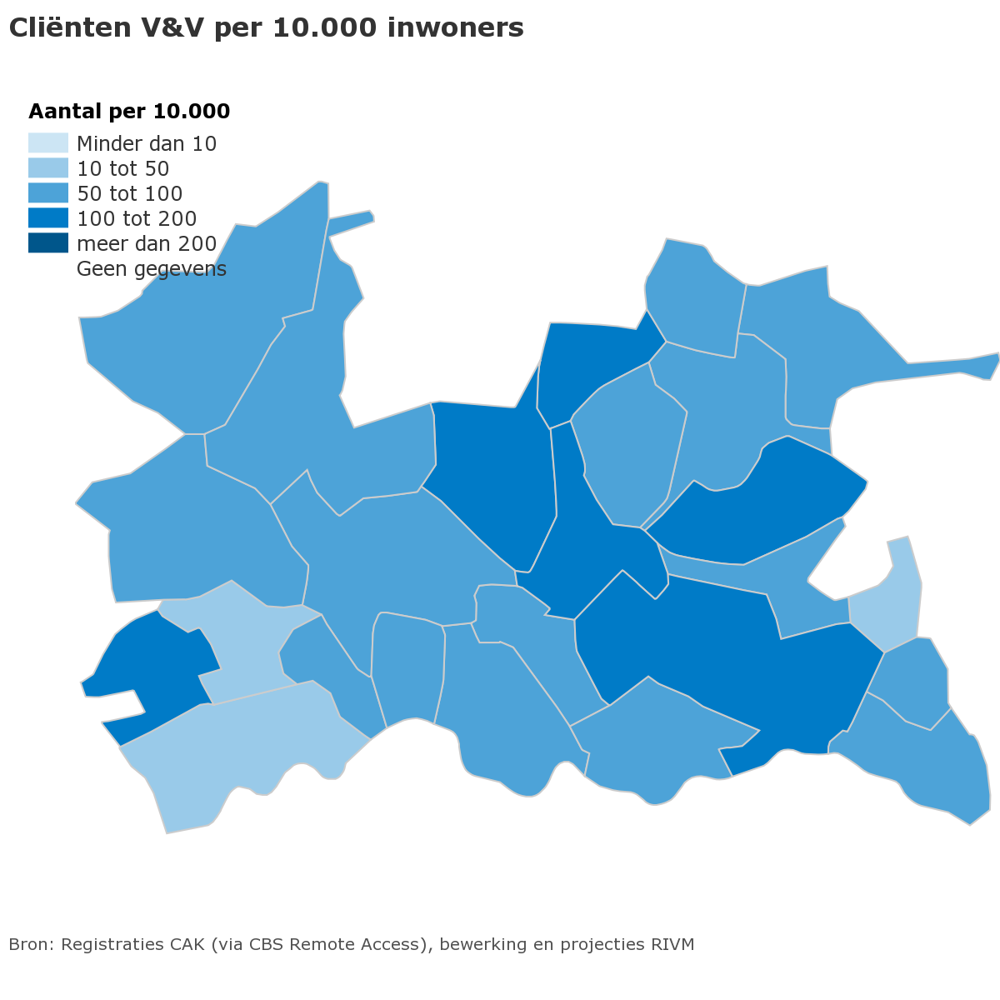 Cliënten V&V per 10.000 inwoners
Aantal per 10.000
Minder dan 10
10 tot 50
50 tot 100
100 tot 200
meer dan 200
Geen gegevens
Bron: Registraties CAK (via CBS Remote Access), bewerking en projecties RIVM